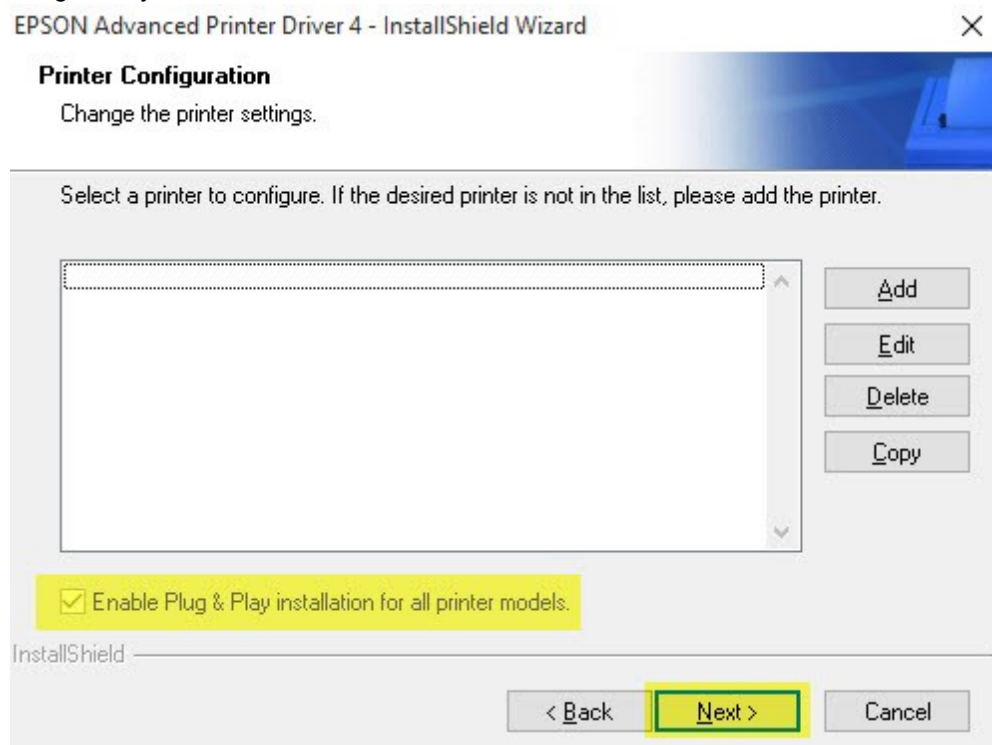 EPSON Advanced Printer Driver 4 - InstallShield Wizard
Printer Configuration
Change the printer settings.
Select a printer to configure. If the desired printer is not in the list, please add the printer.
Add
Edit
Delete
Copy
Enable Plug & Play installation for all printer models.
InstallShield
< Back Next > Cancel